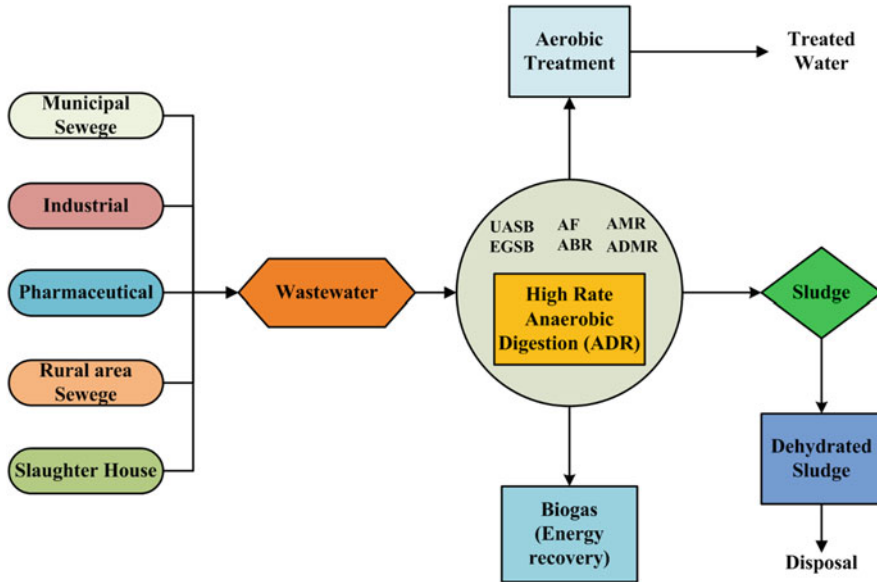 Municipal
Sewege
Industrial
Pharmaceutical
Rural area
Sewege
Slaughter House
Wastewater
Aerobic
Treatment
Treated
Water
UASB AF AMR
EGSB ABR ADMR
High Rate
Anaerobic
Digestion (ADR)
Biogas
(Energy
recovery)
Sludge
Dehydrated
Sludge
Disposal